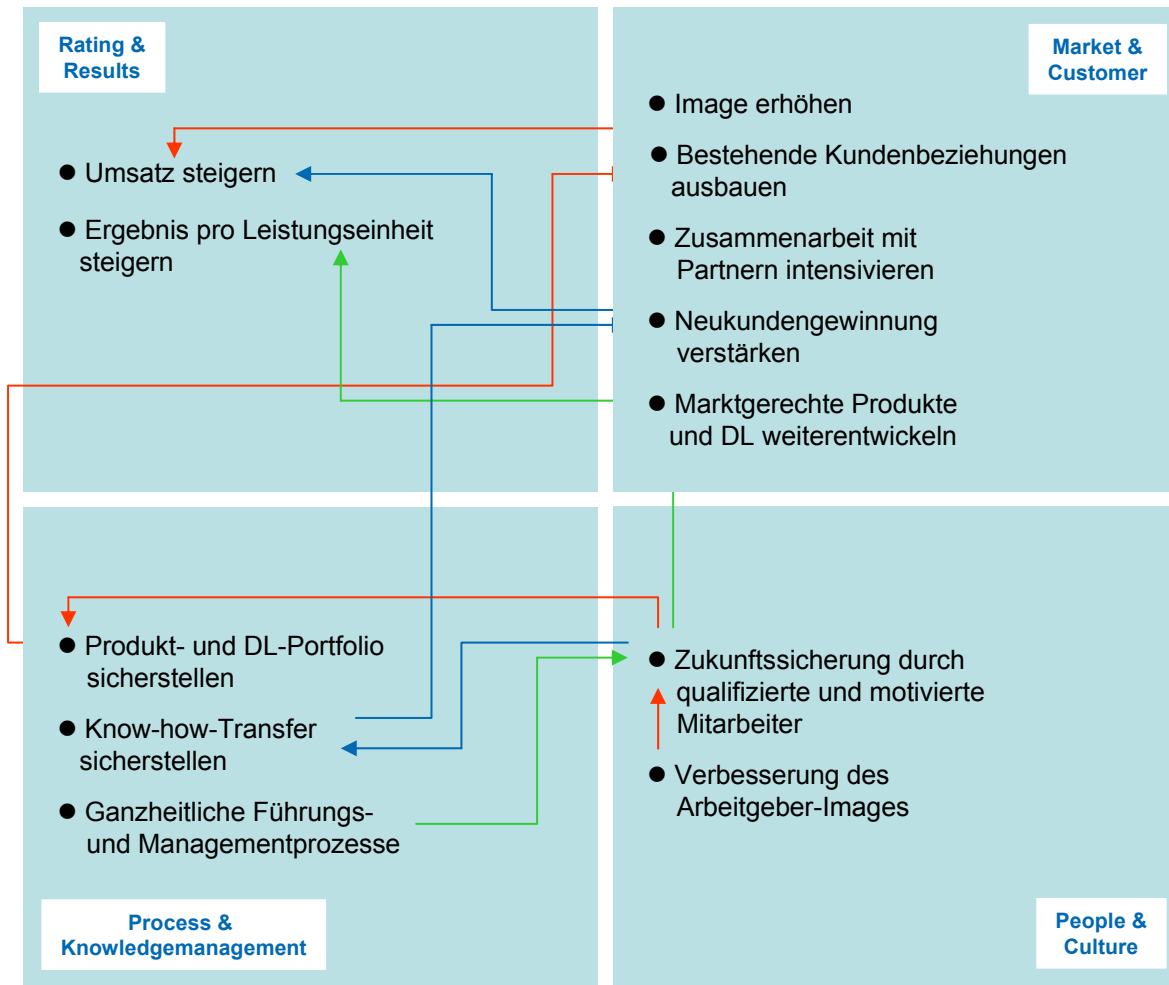 Rating &
Results
● Umsatz steigern
● Ergebnis pro Leistungseinheit
steigern
Market &
Customer
● Image erhöhen
● Bestehende Kundenbeziehungen
ausbauen
● Zusammenarbeit mit
Partnern intensivieren
● Neukundengewinnung
verstärken
● Marktgerechte Produkte
und DL weiterentwickeln
● Produkt- und DL-Portfolio
sicherstellen
● Know-how-Transfer
sicherstellen
● Ganzheitliche Führungs-
und Managementprozesse
Process &
Knowledgemanagement
● Zukunftssicherung durch
qualifizierte und motivierte
Mitarbeiter
● Verbesserung des
Arbeitgeber-Images
People &
Culture